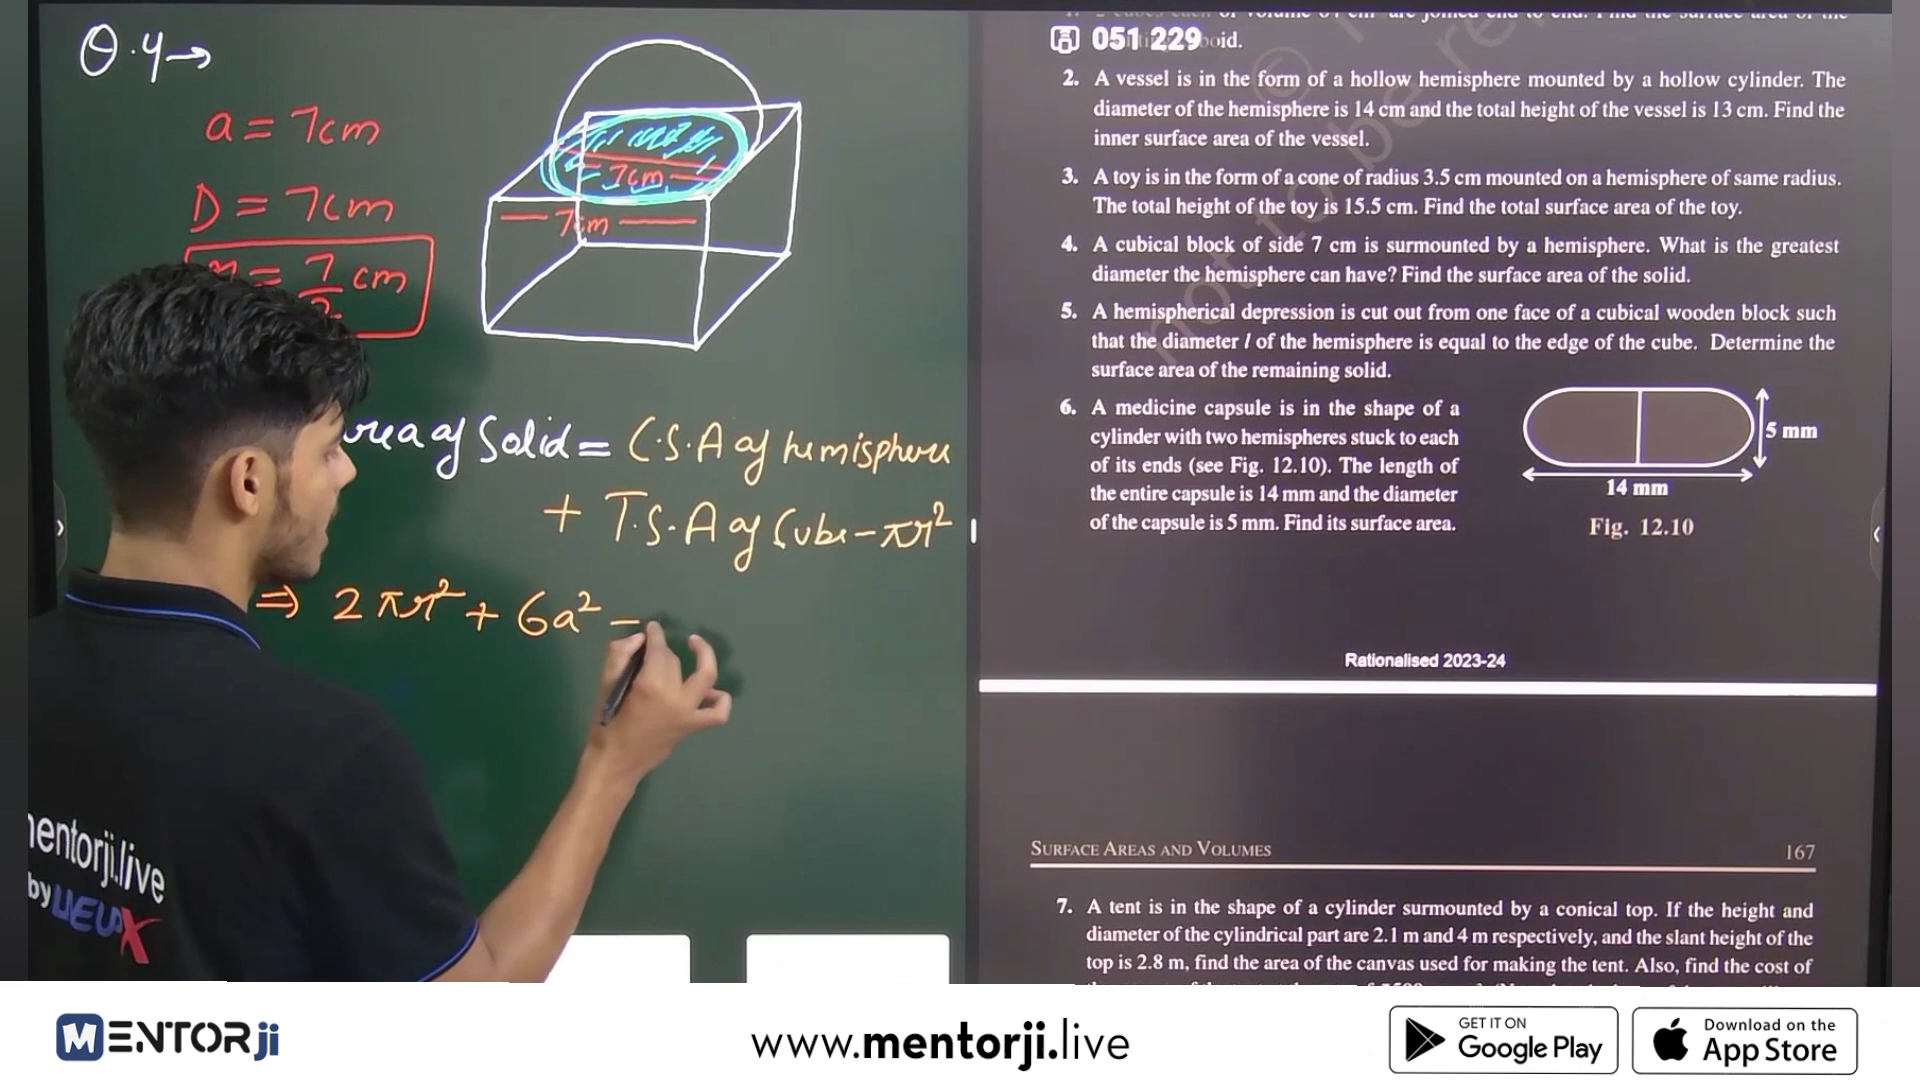 Q.4→
a = 7cm
D = 7cm
= 7/2 cm
7cm
7cm
area of Solid = C.S.A of hemisphere
+ T.S.A of Cube - πr²
⇒ 2πr² + 6a² -
mentorji.live
by
051 229 oid.
2. A vessel is in the form of a hollow hemisphere mounted by a hollow cylinder. The
diameter of the hemisphere is 14 cm and the total height of the vessel is 13 cm. Find the
inner surface area of the vessel.
3. A toy is in the form of a cone of radius 3.5 cm mounted on a hemisphere of same radius.
The total height of the toy is 15.5 cm. Find the total surface area of the toy.
4. A cubical block of side 7 cm is surmounted by a hemisphere. What is the greatest
diameter the hemisphere can have? Find the surface area of the solid.
5. A hemispherical depression is cut out from one face of a cubical wooden block such
that the diameter l of the hemisphere is equal to the edge of the cube. Determine the
surface area of the remaining solid.
6. A medicine capsule is in the shape of a
cylinder with two hemispheres stuck to each
of its ends (see Fig. 12.10). The length of
the entire capsule is 14 mm and the diameter
of the capsule is 5 mm. Find its surface area.
5 mm
14 mm
Fig. 12.10
not to be re
Rationalised 2023-24
SURFACE AREAS AND VOLUMES 167
7. A tent is in the shape of a cylinder surmounted by a conical top. If the height and
diameter of the cylindrical part are 2.1 m and 4 m respectively, and the slant height of the
top is 2.8 m, find the area of the canvas used for making the tent. Also, find the cost of
MENTORji
www.mentorji.live
GET IT ON
Google Play
Download on the
App Store